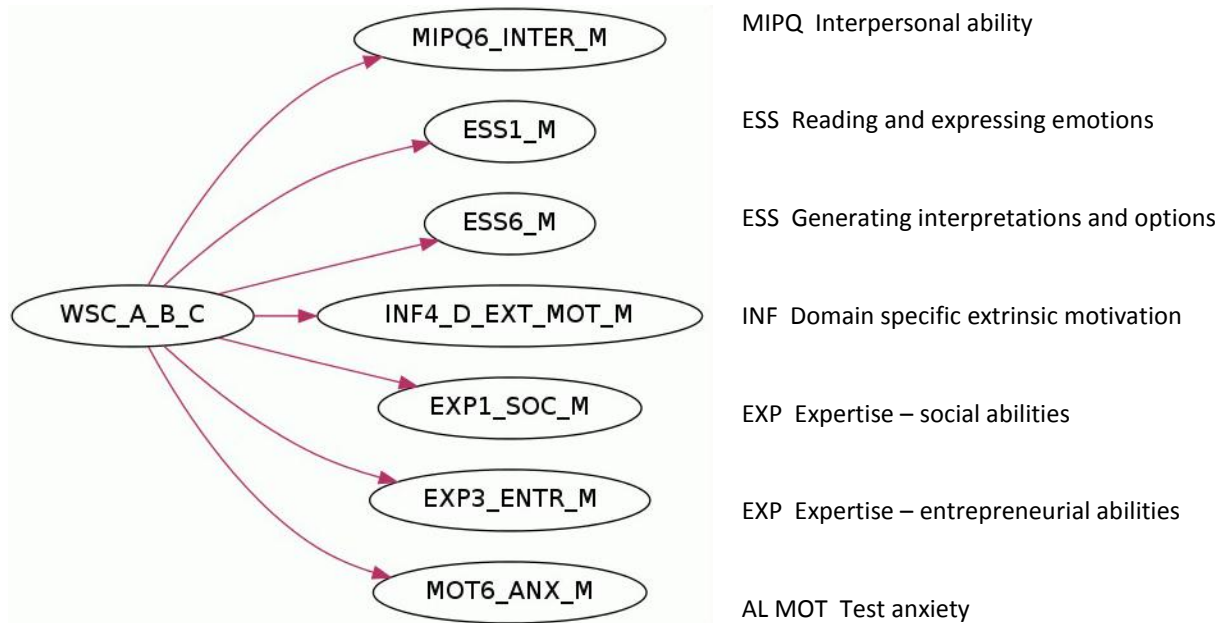 MIPQ6_INTER_M
MIPQ Interpersonal ability
ESS1_M
ESS Reading and expressing emotions
ESS6_M
ESS Generating interpretations and options
WSC_A_B_C
INF4_D_EXT_MOT_M
INF Domain specific extrinsic motivation
EXP1_SOC_M
EXP Expertise – social abilities
EXP3_ENTR_M
EXP Expertise – entrepreneurial abilities
MOT6_ANX_M
AL MOT Test anxiety